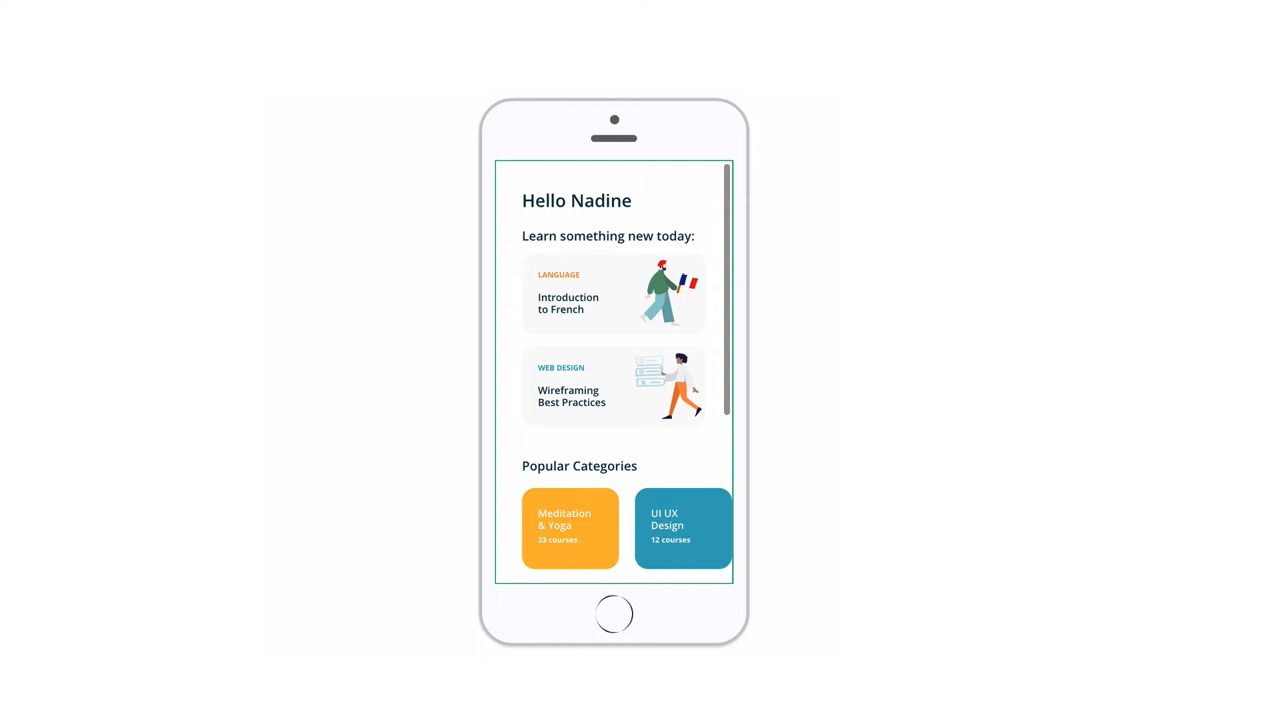 Hello Nadine
Learn something new today:
LANGUAGE
Introduction
to French
WEB DESIGN
Wireframing
Best Practices
Popular Categories
Meditation
& Yoga
23 courses
UI UX
Design
12 courses